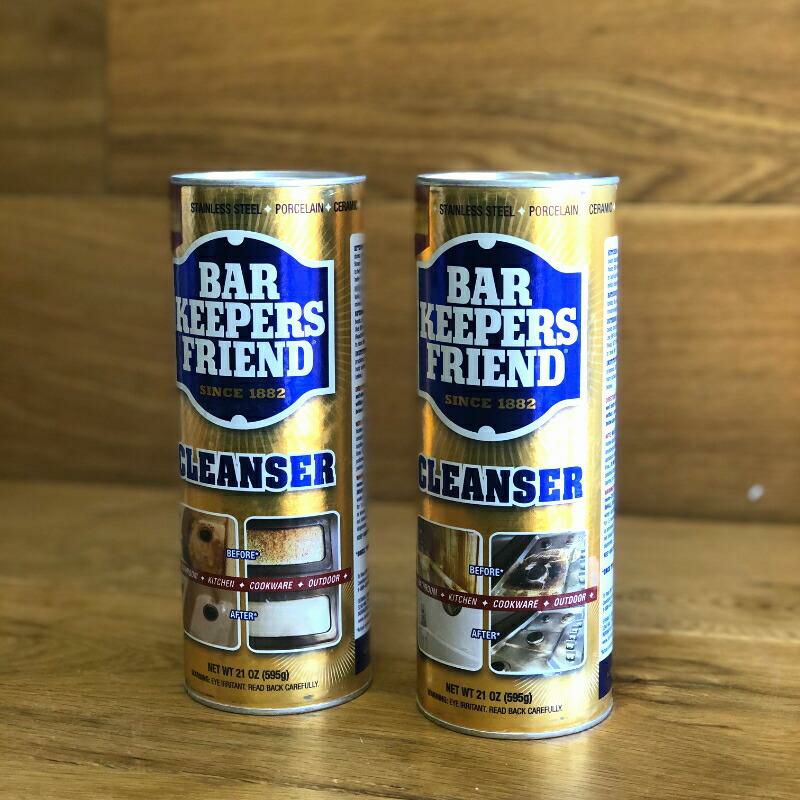 STAINLESS STEEL ✦ PORCELAIN ✦ CERAMIC
BAR
KEEPERS
FRIEND®
SINCE 1882
CLEANSER
BEFORE*
✦ KITCHEN ✦ COOKWARE ✦ OUTDOOR ✦
AFTER*
NET WT 21 OZ (595g)
WARNING: EYE IRRITANT. READ BACK CAREFULLY.
STAINLESS STEEL ✦ PORCELAIN ✦ CERAMIC
BAR
KEEPERS
FRIEND®
SINCE 1882
CLEANSER
BEFORE*
✦ KITCHEN ✦ COOKWARE ✦ OUTDOOR ✦
AFTER*
NET WT 21 OZ (595g)
WARNING: EYE IRRITANT. READ BACK CAREFULLY.